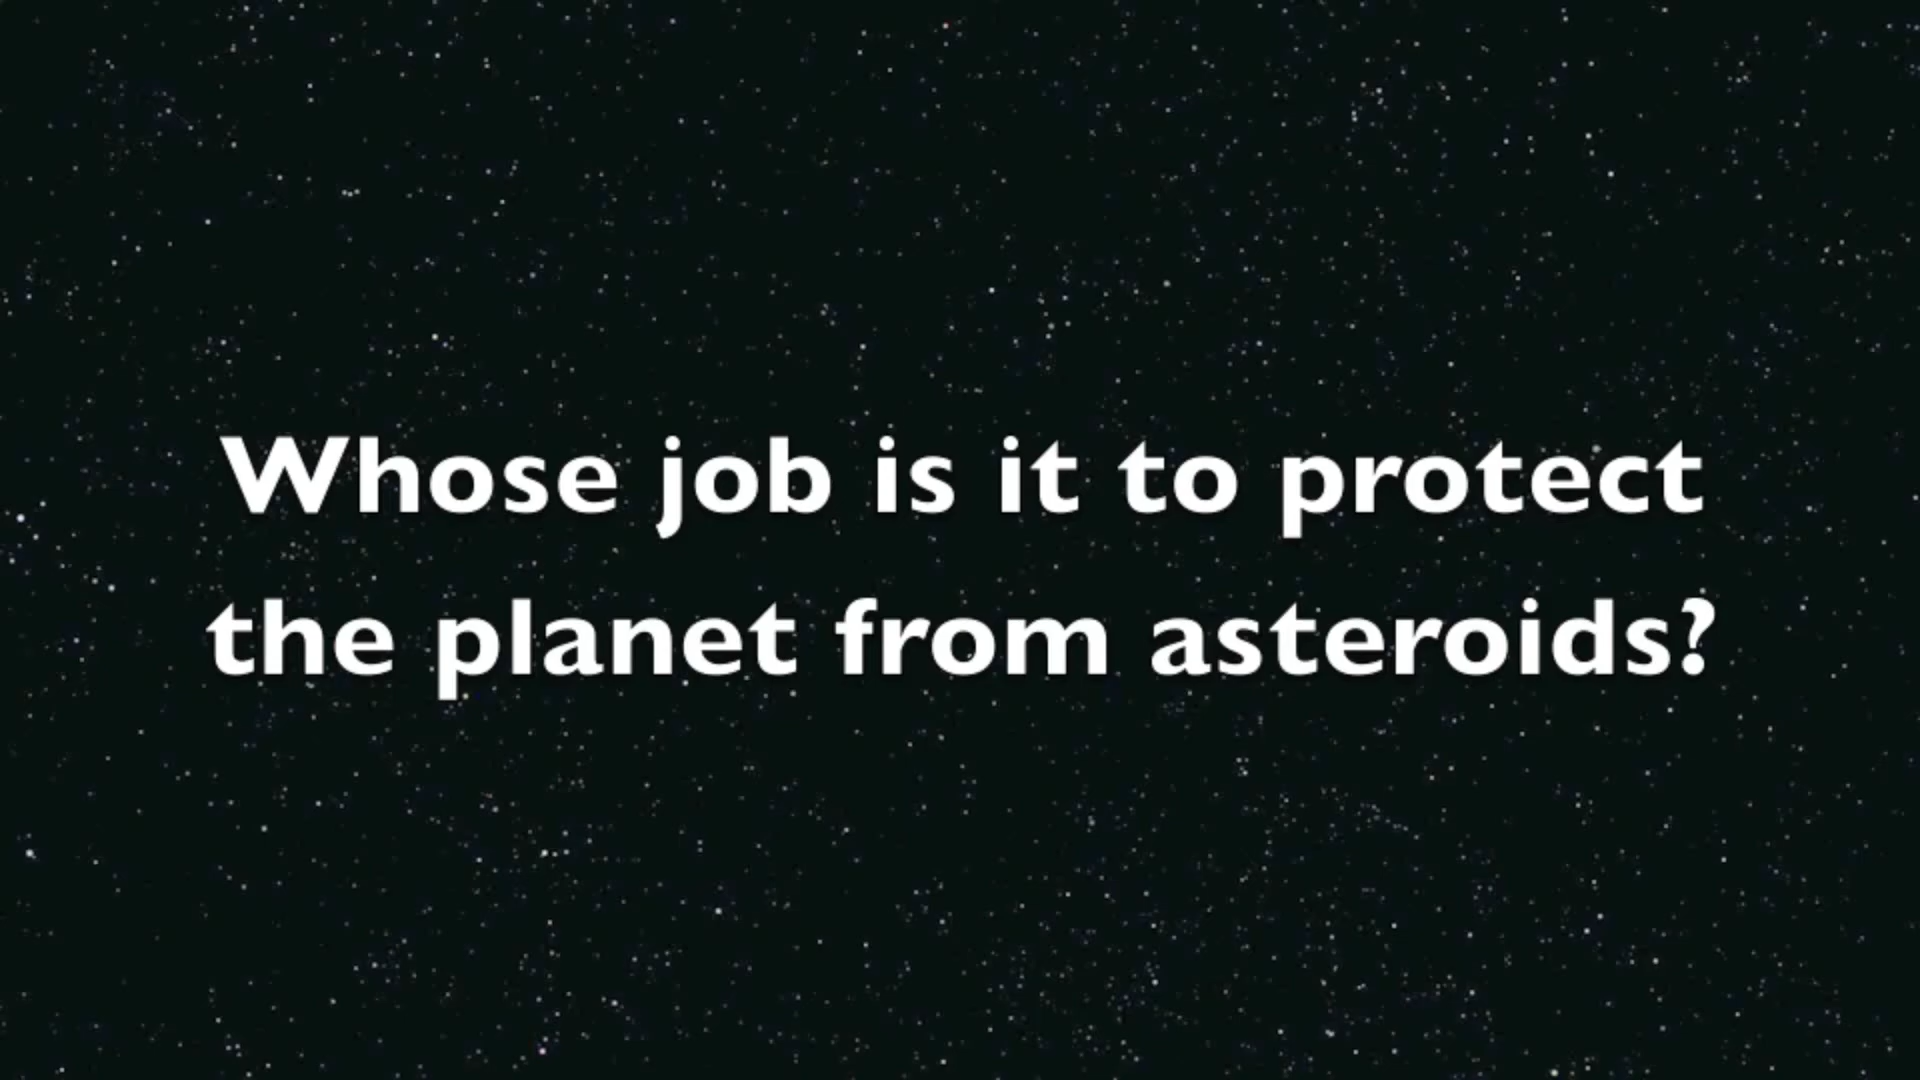 Whose job is it to protect
the planet from asteroids?